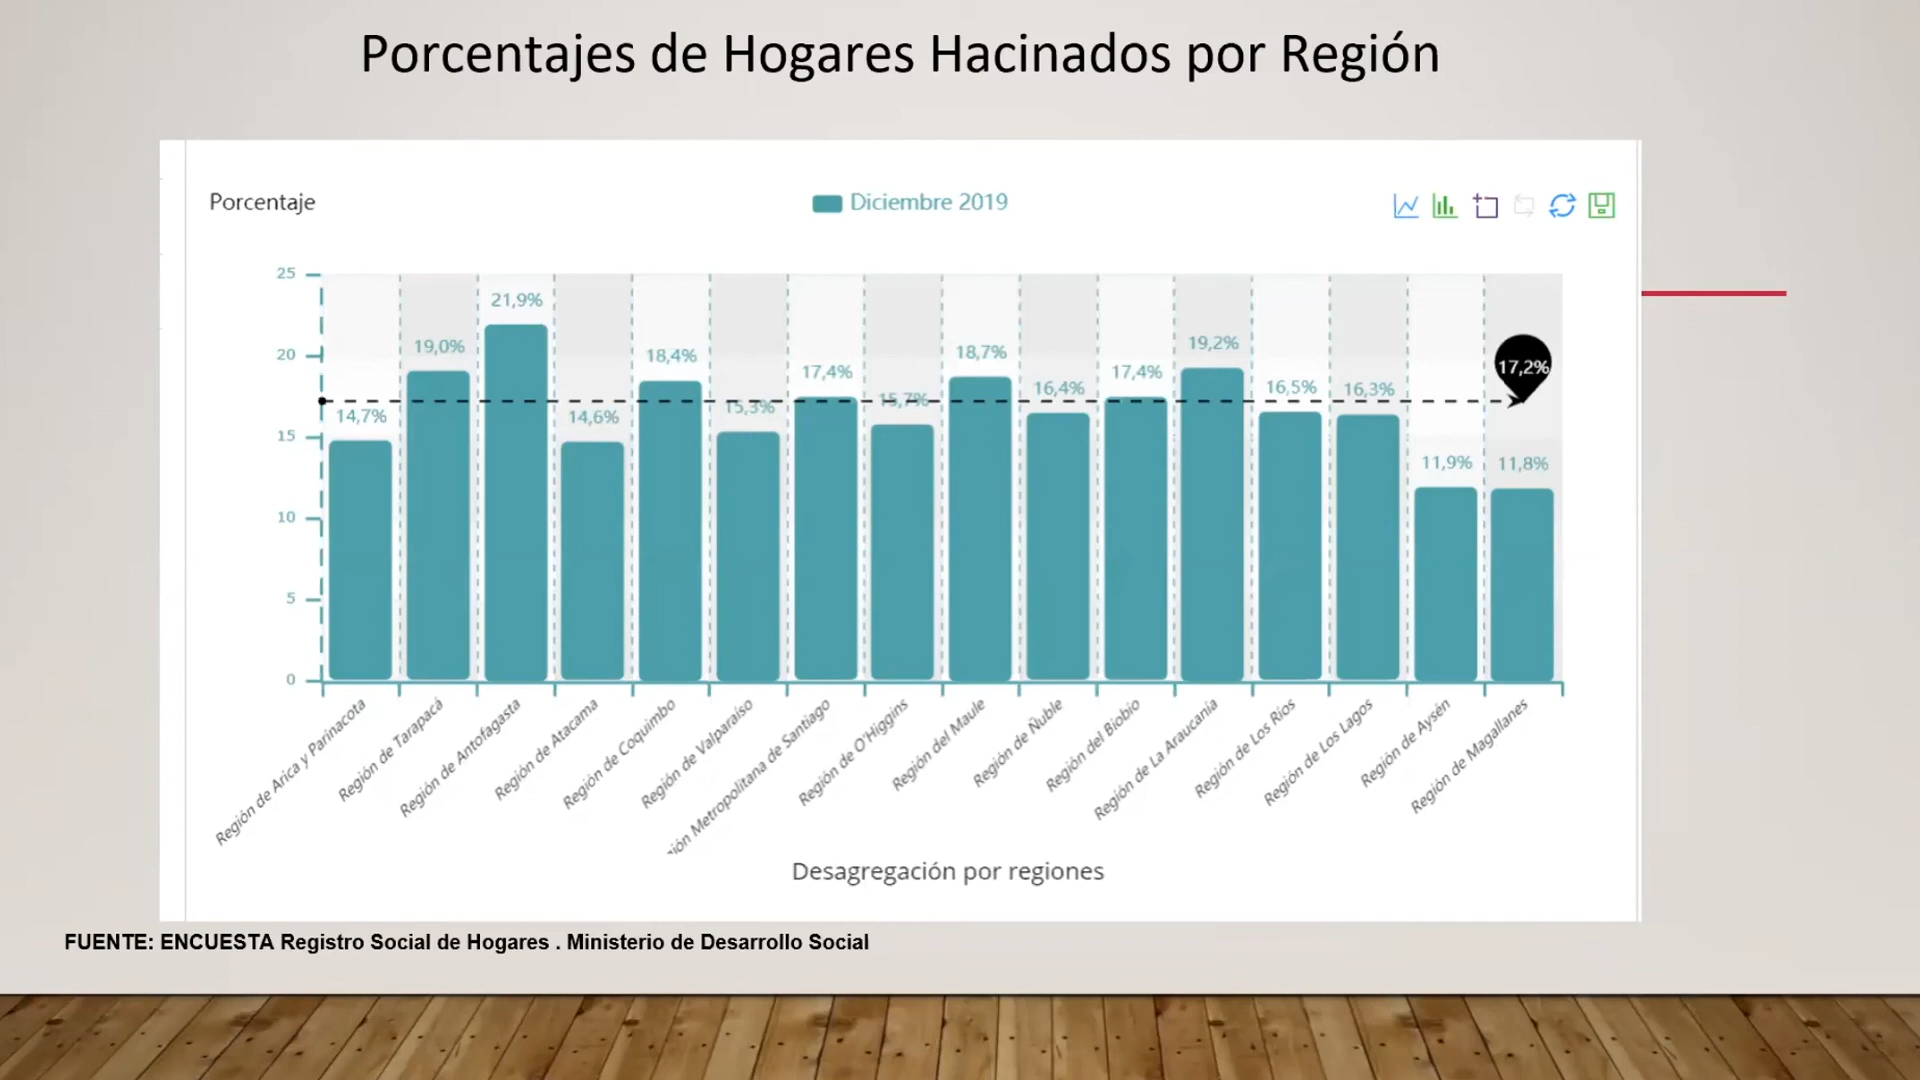 Porcentajes de Hogares Hacinados por Región
Porcentaje
Diciembre 2019
25
20
15
10
5
0
14,7%
19,0%
21,9%
14,6%
18,4%
15,3%
17,4%
15,7%
18,7%
16,4%
17,4%
19,2%
16,5%
16,3%
11,9%
11,8%
17,2%
Región de Arica y Parinacota
Región de Tarapacá
Región de Antofagasta
Región de Atacama
Región de Coquimbo
Región de Valparaíso
ión Metropolitana de Santiago
Región de O'Higgins
Región del Maule
Región de Ñuble
Región del Biobío
Región de La Araucanía
Región de Los Ríos
Región de Los Lagos
Región de Aysén
Región de Magallanes
Desagregación por regiones
FUENTE: ENCUESTA Registro Social de Hogares . Ministerio de Desarrollo Social